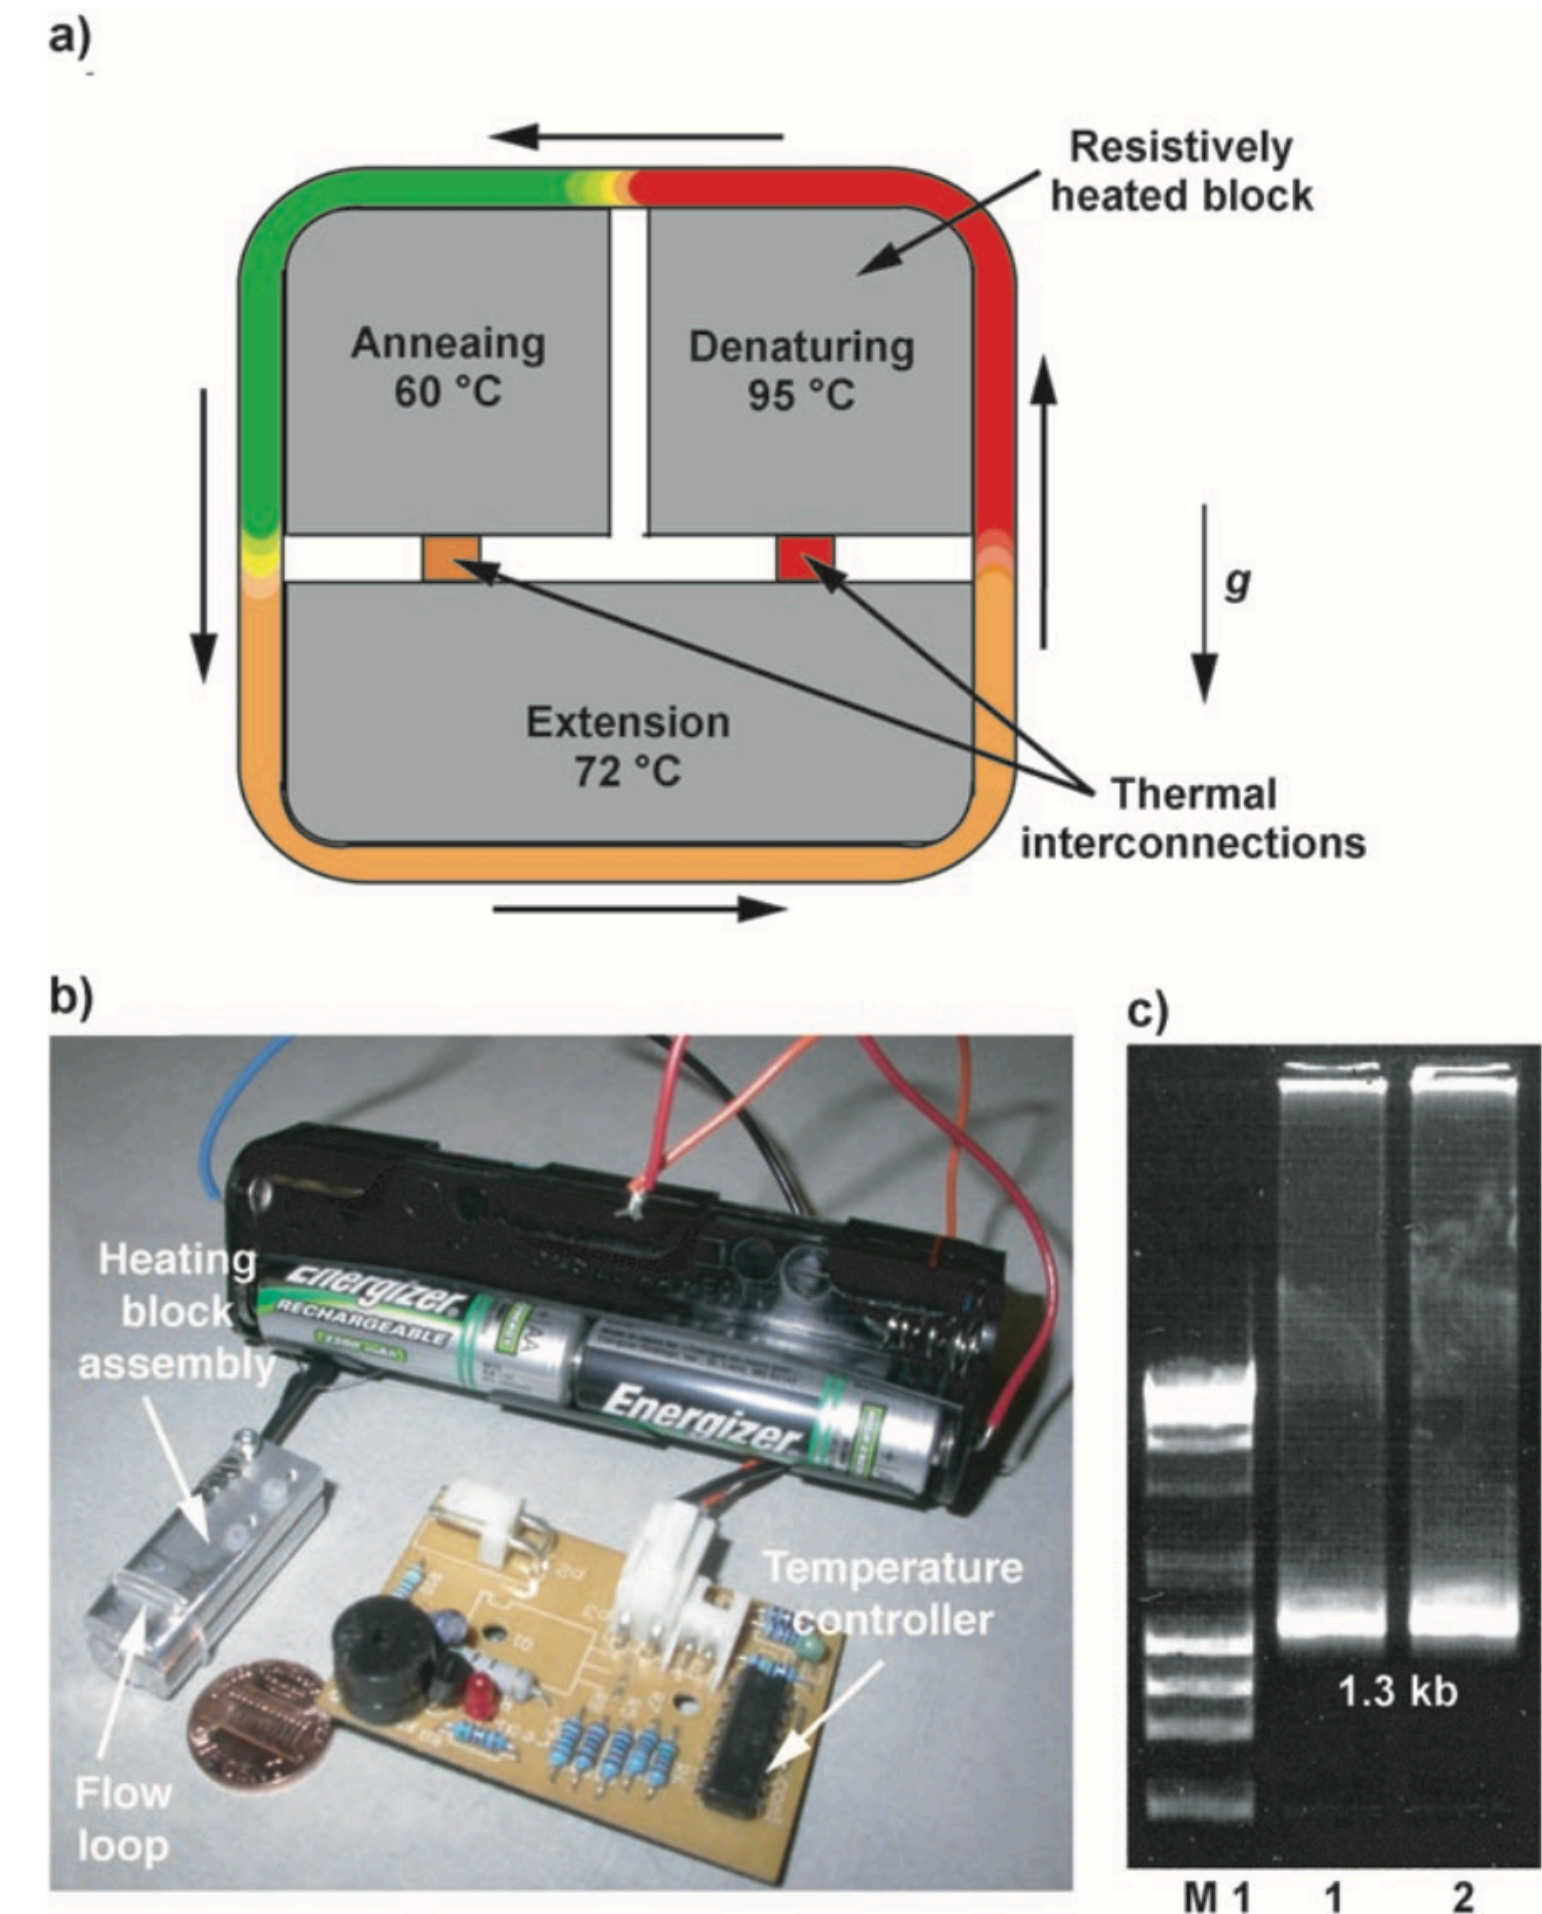 a)
Resistively
heated block
Anneaing
60 °C
Denaturing
95 °C
g
Extension
72 °C
Thermal
interconnections
b)
c)
Heating
block
assembly
Energizer
RECHARGEABLE
Energizer
Temperature
controller
Flow
loop
1.3 kb
M 1
1
2